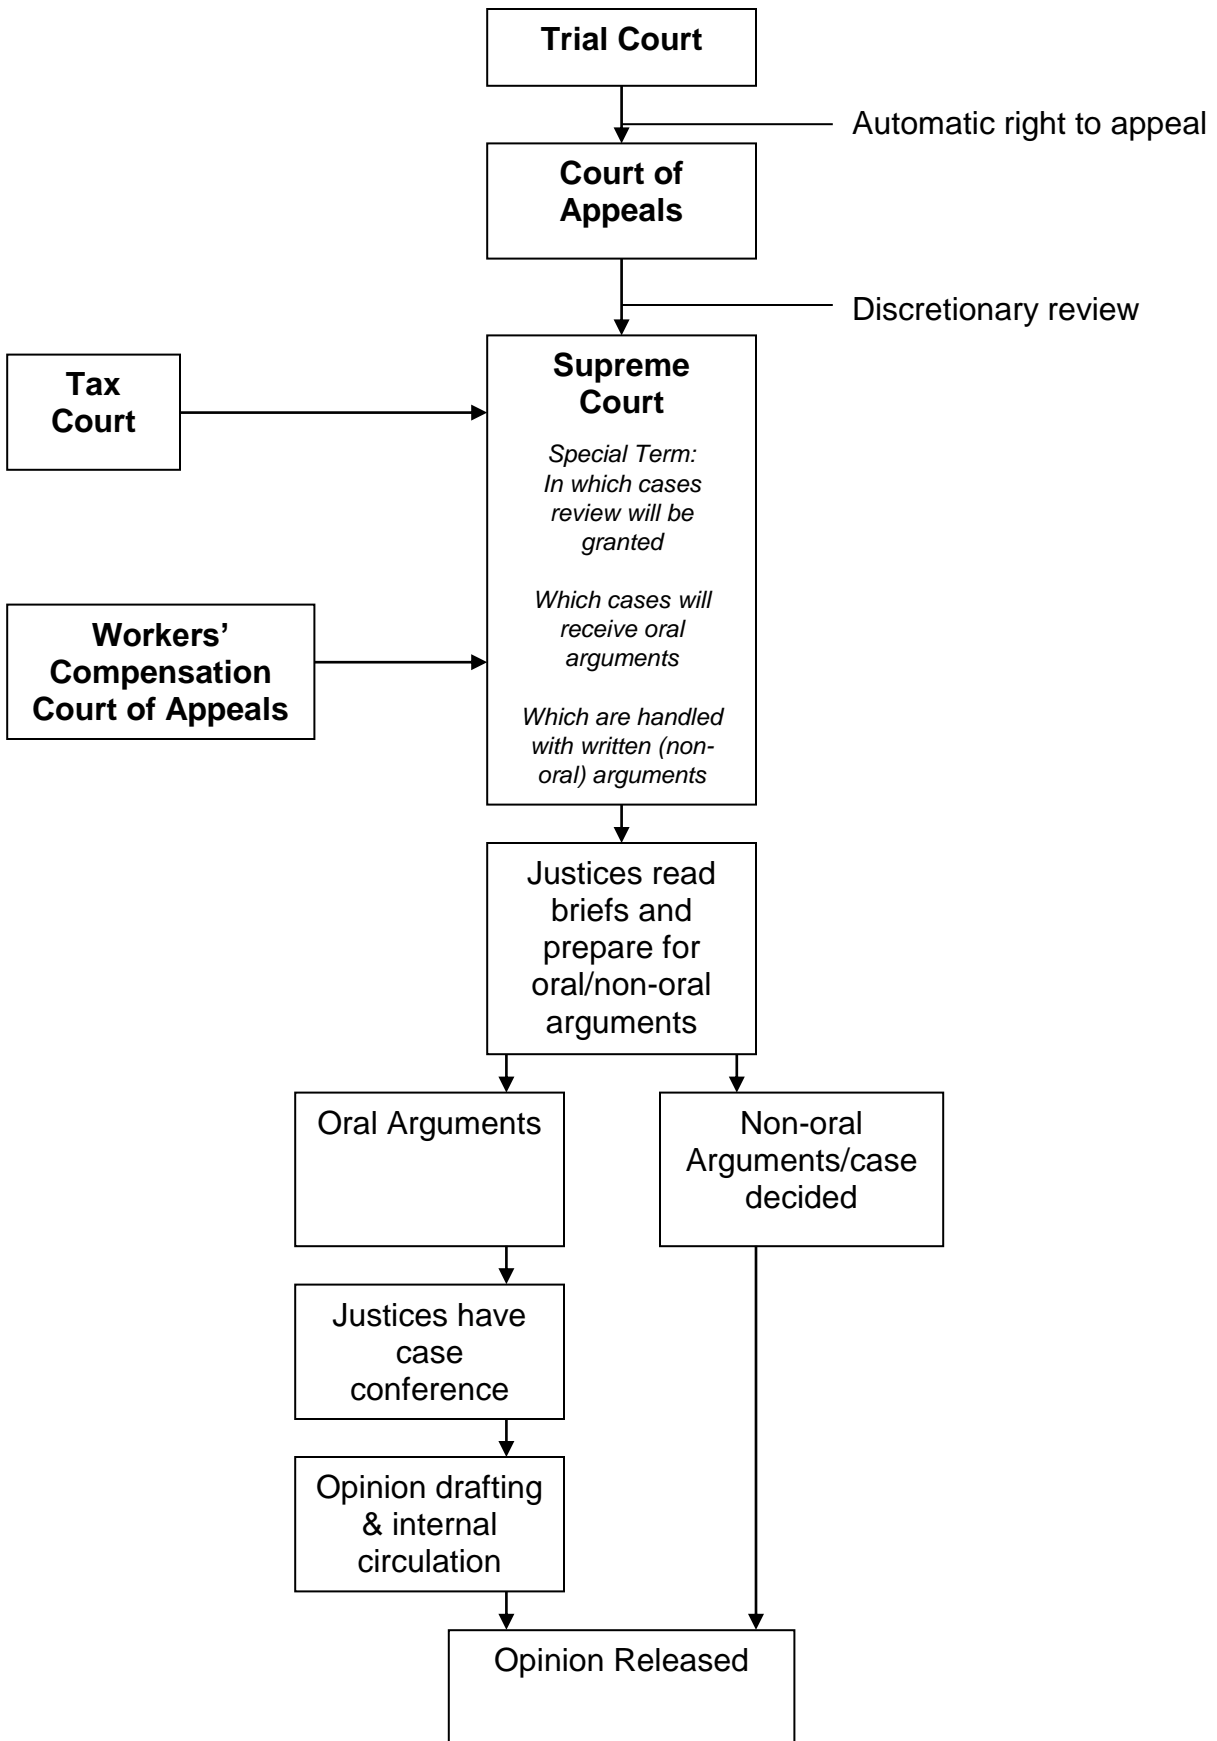 Trial Court
Automatic right to appeal
Court of
Appeals
Discretionary review
Supreme
Court
Special Term:
In which cases
review will be
granted
Which cases will
receive oral
arguments
Which are handled
with written (non-
oral) arguments
Tax
Court
Workers’
Compensation
Court of Appeals
Justices read
briefs and
prepare for
oral/non-oral
arguments
Oral Arguments
Non-oral
Arguments/case
decided
Justices have
case
conference
Opinion drafting
& internal
circulation
Opinion Released